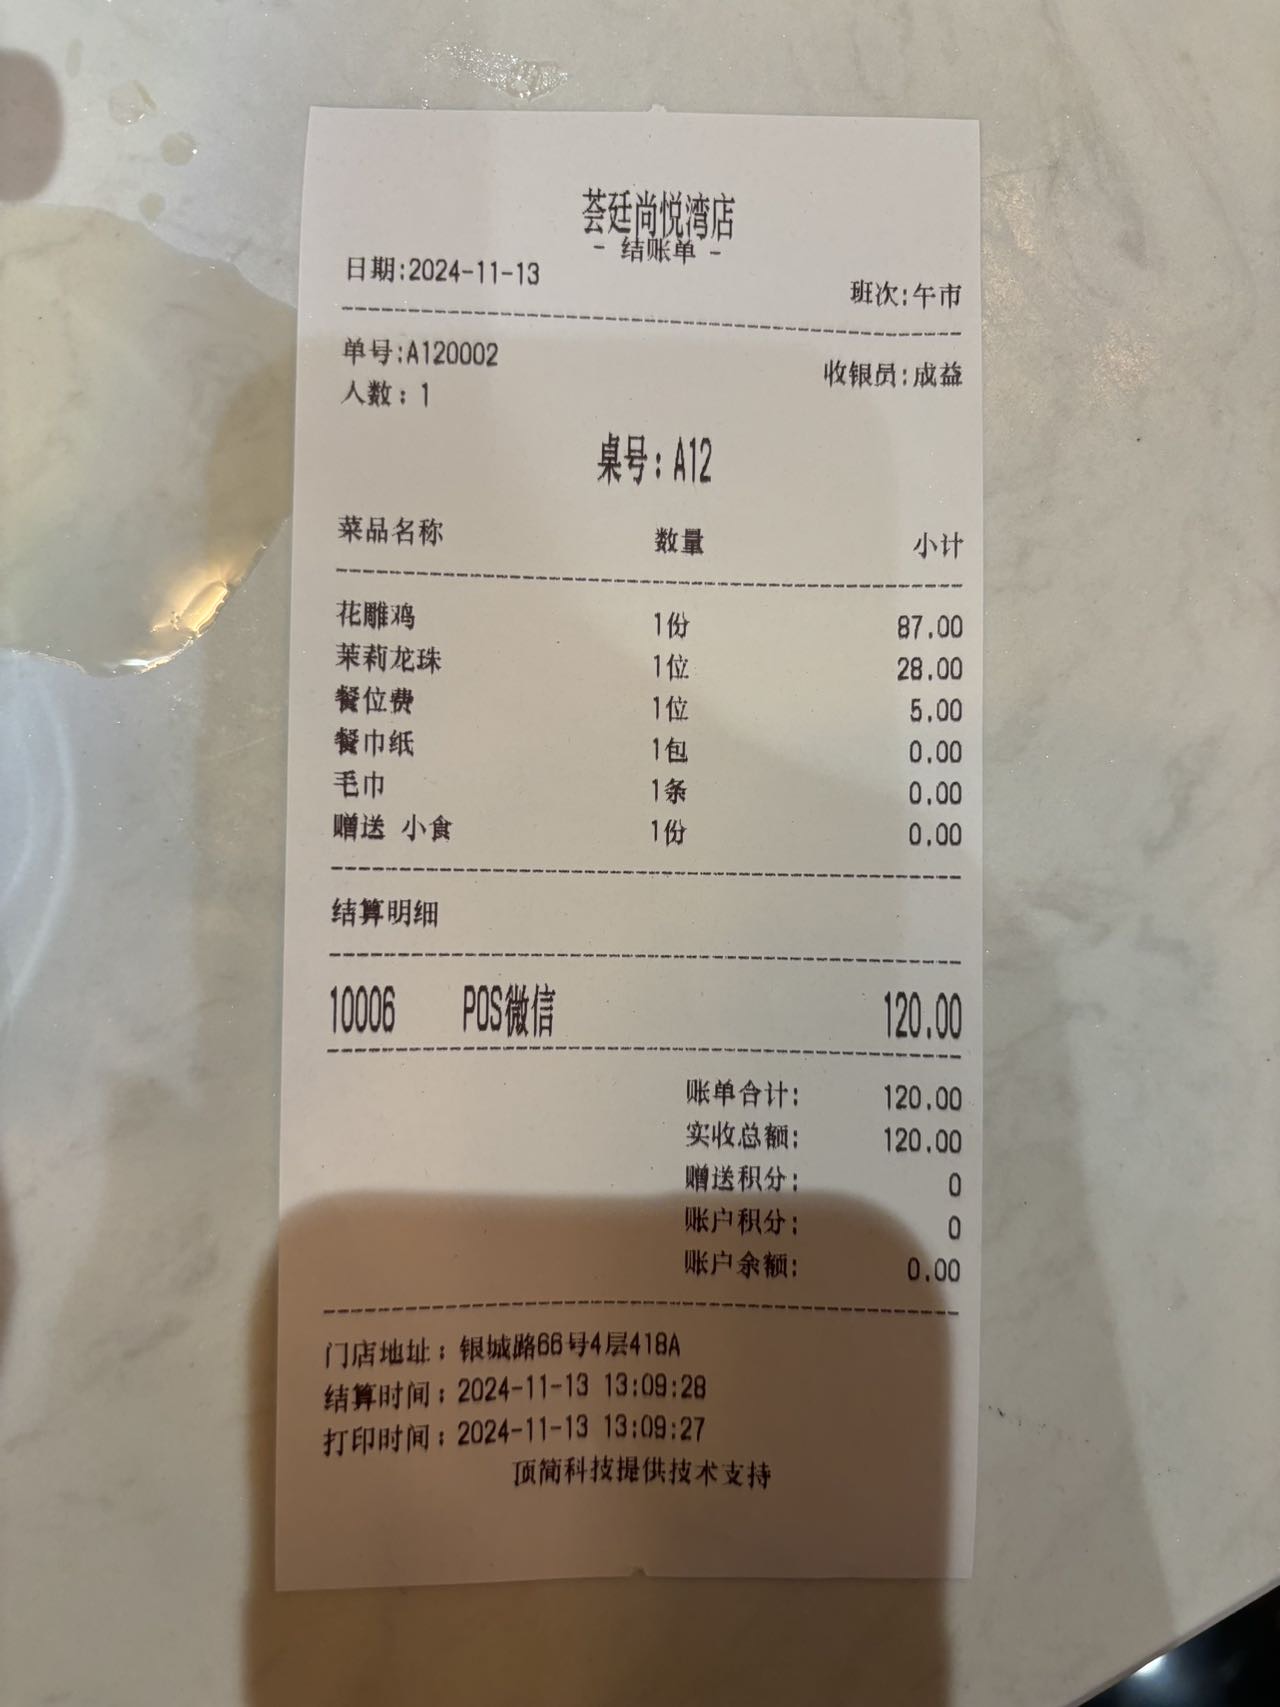 荟廷尚悦湾店
- 结账单 -
日期:2024-11-13 班次:午市
单号:A120002 收银员:成益
人数:1
桌号:A12
菜品名称 数量 小计
花雕鸡 1份 87.00
茉莉龙珠 1位 28.00
餐位费 1位 5.00
餐巾纸 1包 0.00
毛巾 1条 0.00
赠送 小食 1份 0.00
结算明细
10006 POS微信 120.00
账单合计: 120.00
实收总额: 120.00
赠送积分: 0
账户积分: 0
账户余额: 0.00
门店地址:银城路66号4层418A
结算时间:2024-11-13 13:09:28
打印时间:2024-11-13 13:09:27
顶简科技提供技术支持